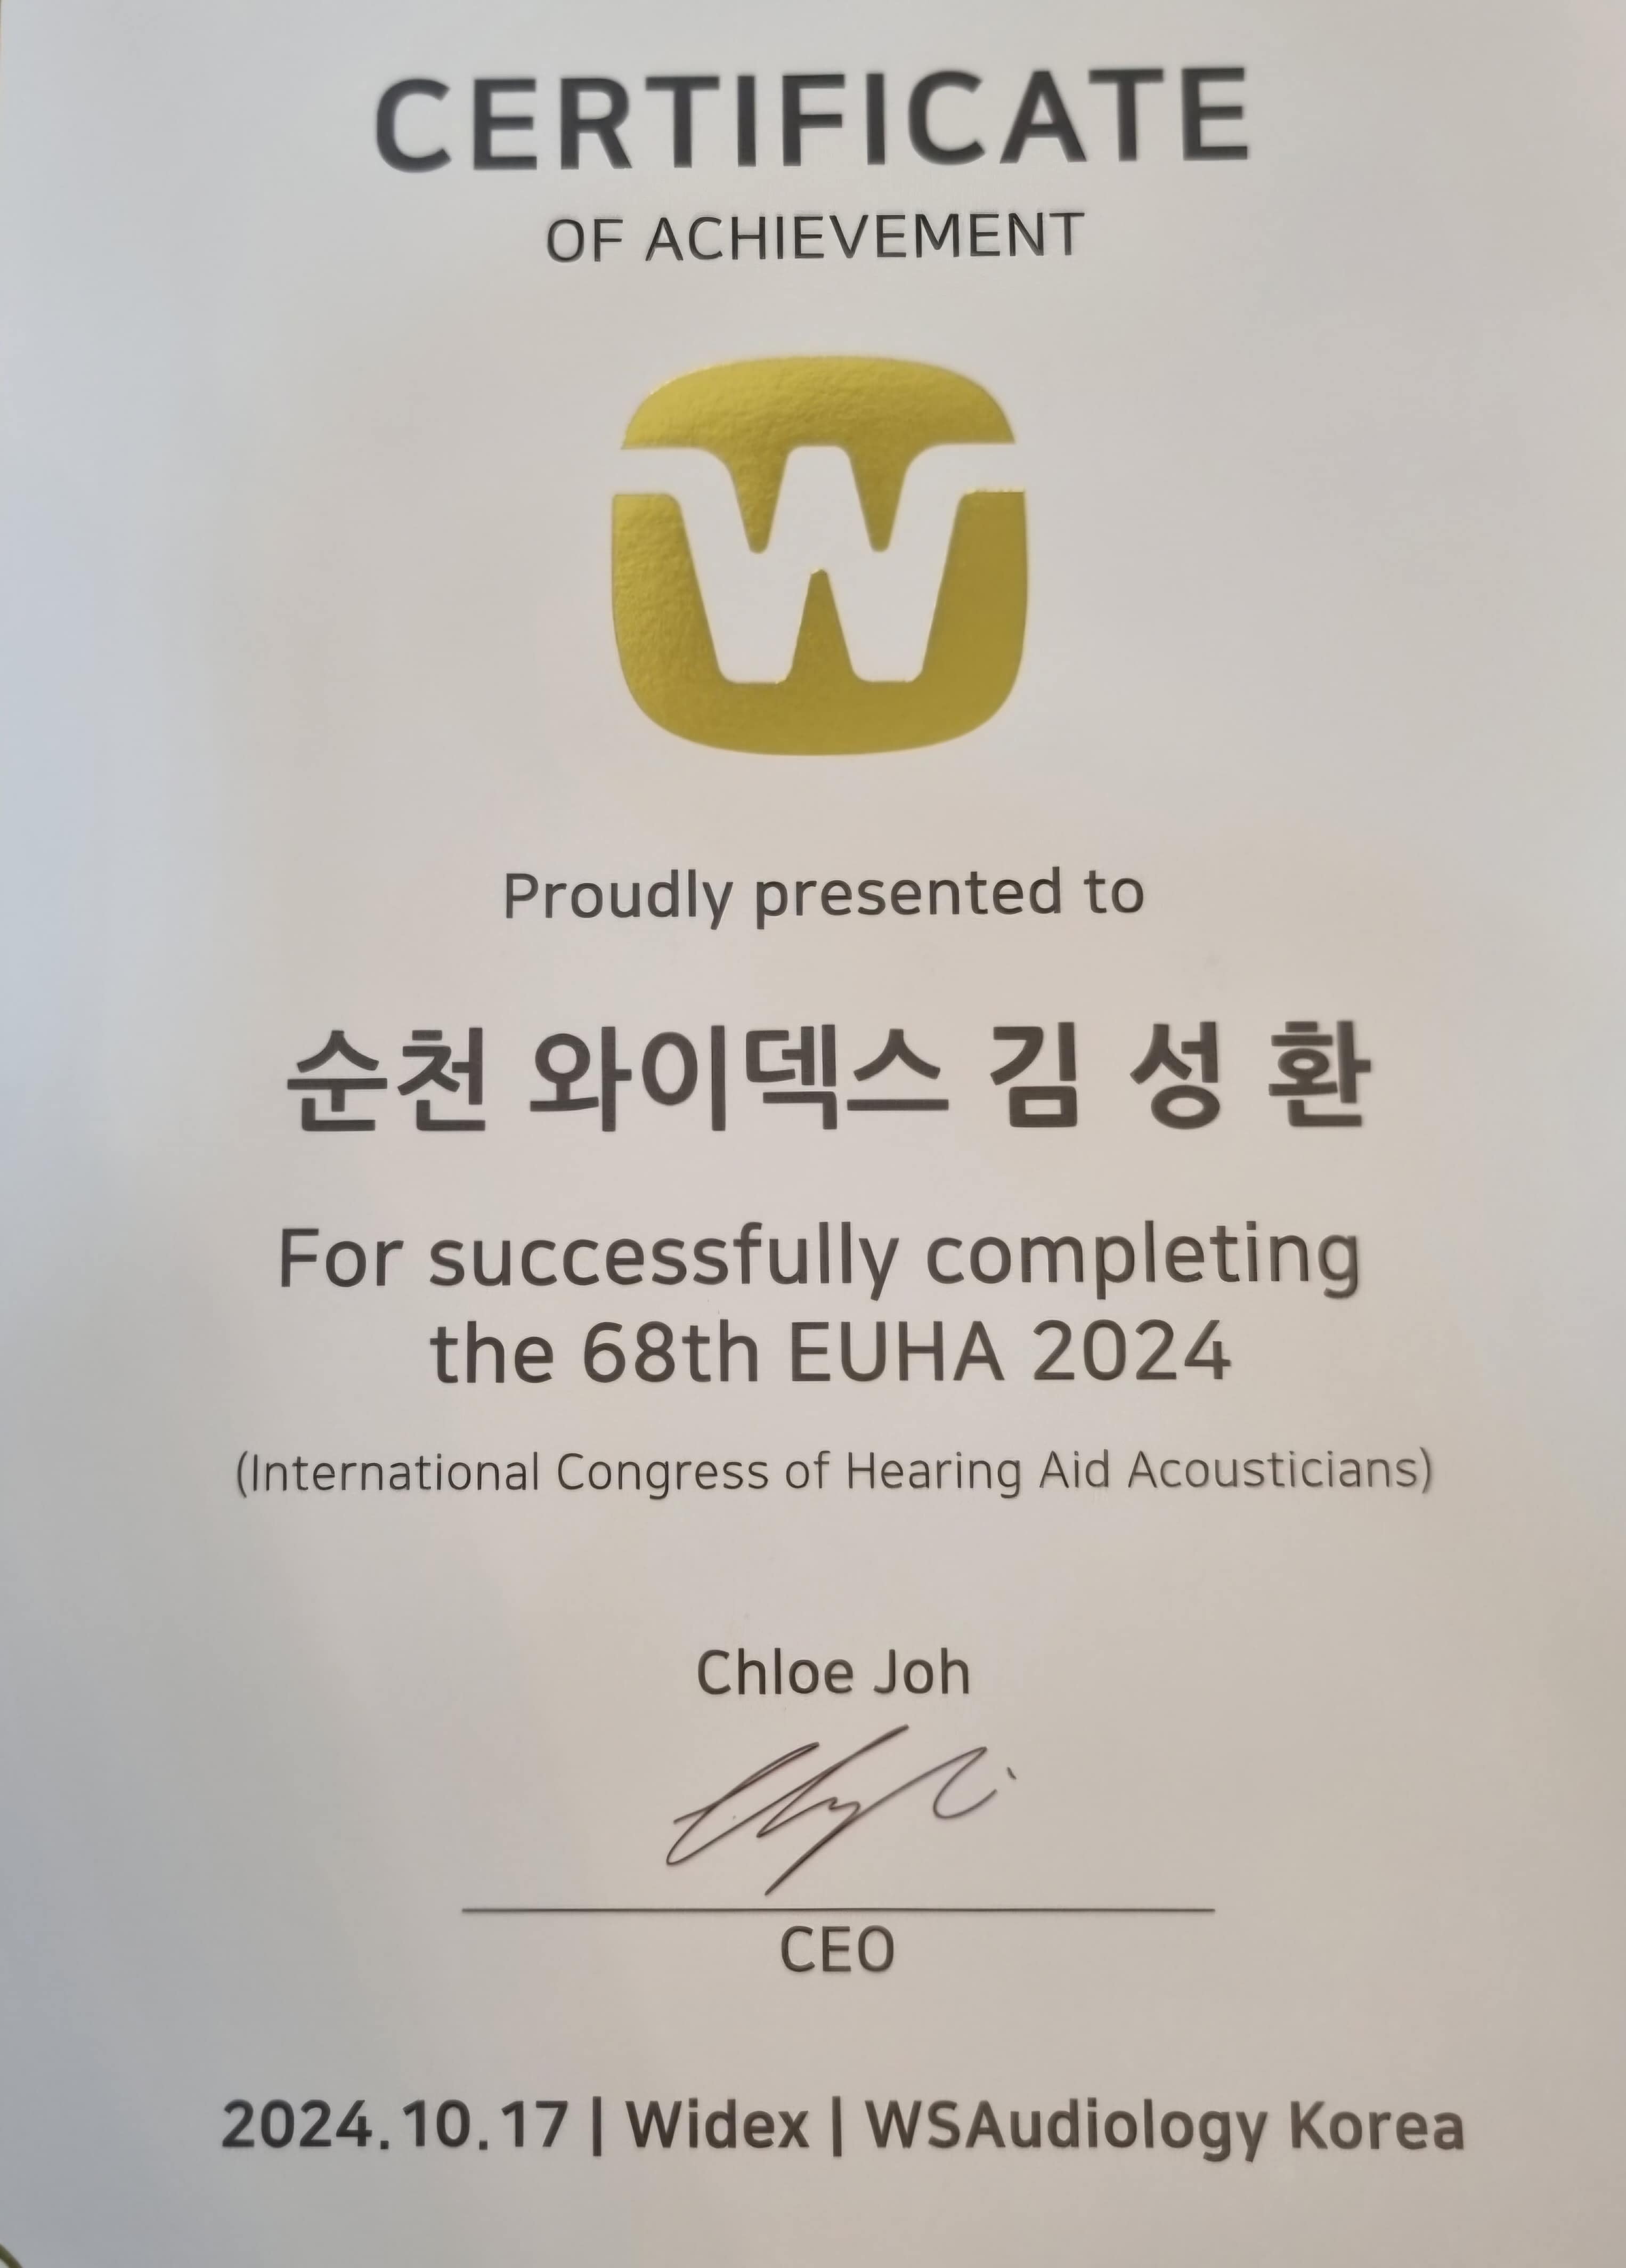 CERTIFICATE
OF ACHIEVEMENT
W
Proudly presented to
순천 와이덱스 김 성 환
For successfully completing
the 68th EUHA 2024
(International Congress of Hearing Aid Acousticians)
Chloe Joh
CEO
2024.10.17 | Widex | WSAudiology Korea